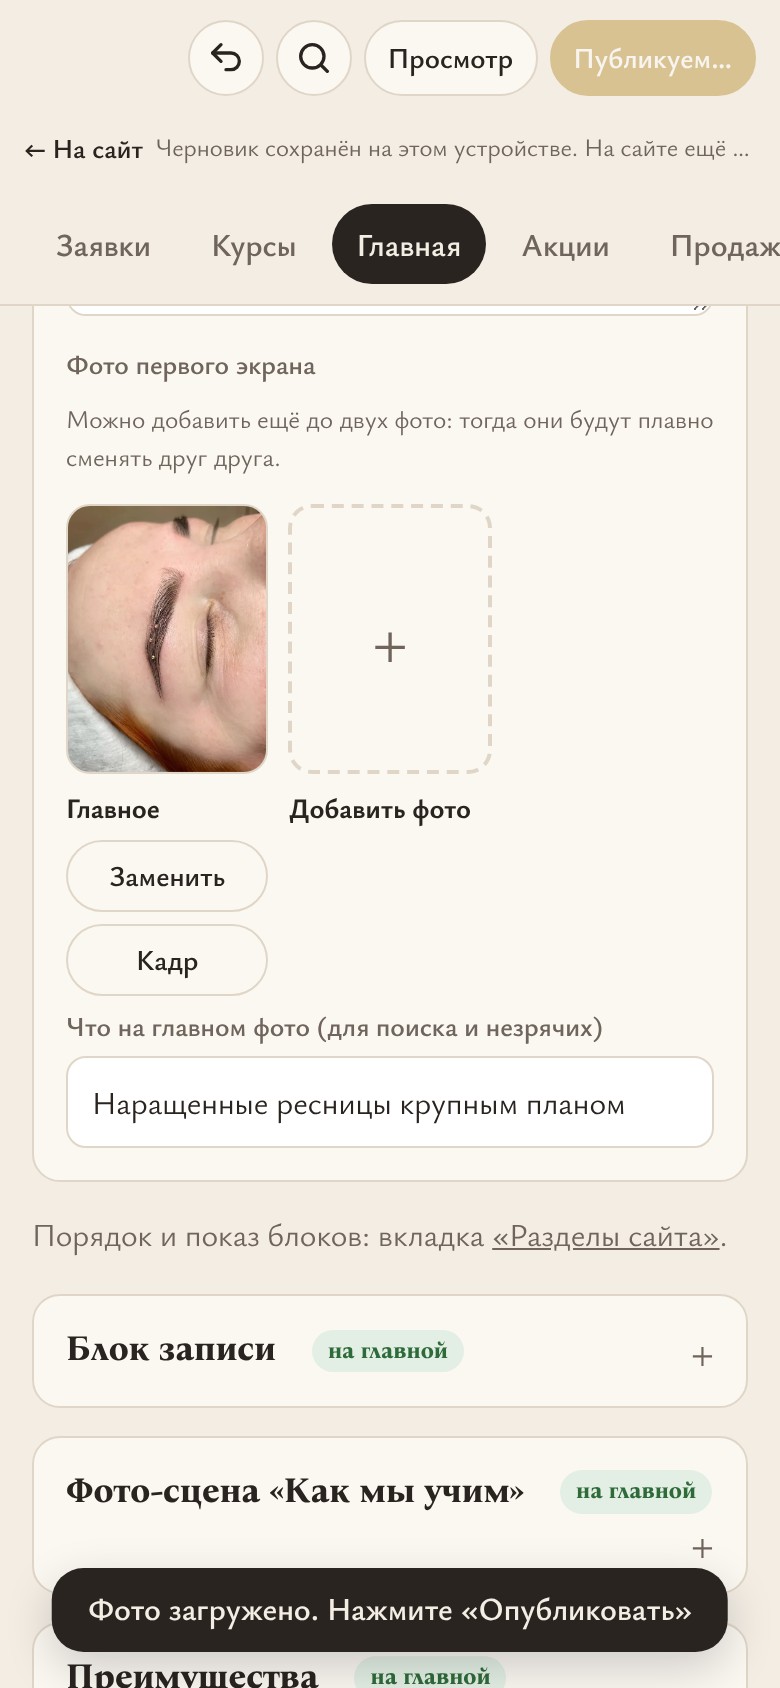 Просмотр
Публикуем...
← На сайт
Черновик сохранён на этом устройстве. На сайте ещё ...
Заявки
Курсы
Главная
Акции
Продаж
Фото первого экрана
Можно добавить ещё до двух фото: тогда они будут плавно
сменять друг друга.
+
Главное
Добавить фото
Заменить
Кадр
Что на главном фото (для поиска и незрячих)
Наращенные ресницы крупным планом
Порядок и показ блоков: вкладка «Разделы сайта».
Блок записи
на главной
+
Фото-сцена «Как мы учим»
на главной
+
Фото загружено. Нажмите «Опубликовать»
Преимущества
на главной